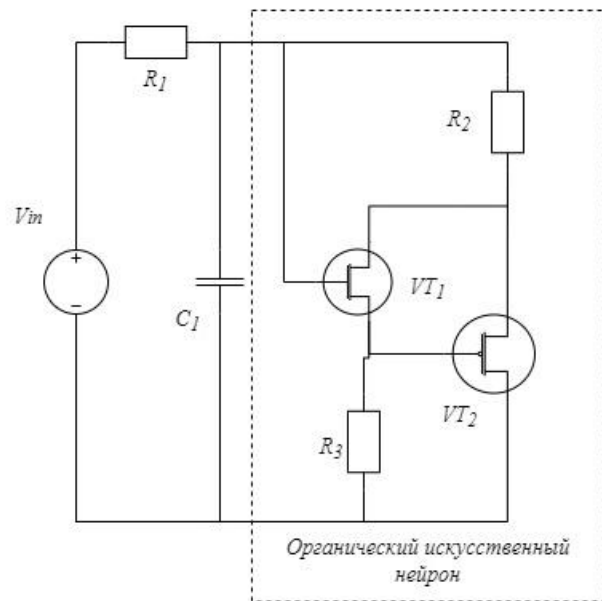 R1
R2
Vin
+
−
VT1
C1
VT2
R3
Органический искусственный
нейрон